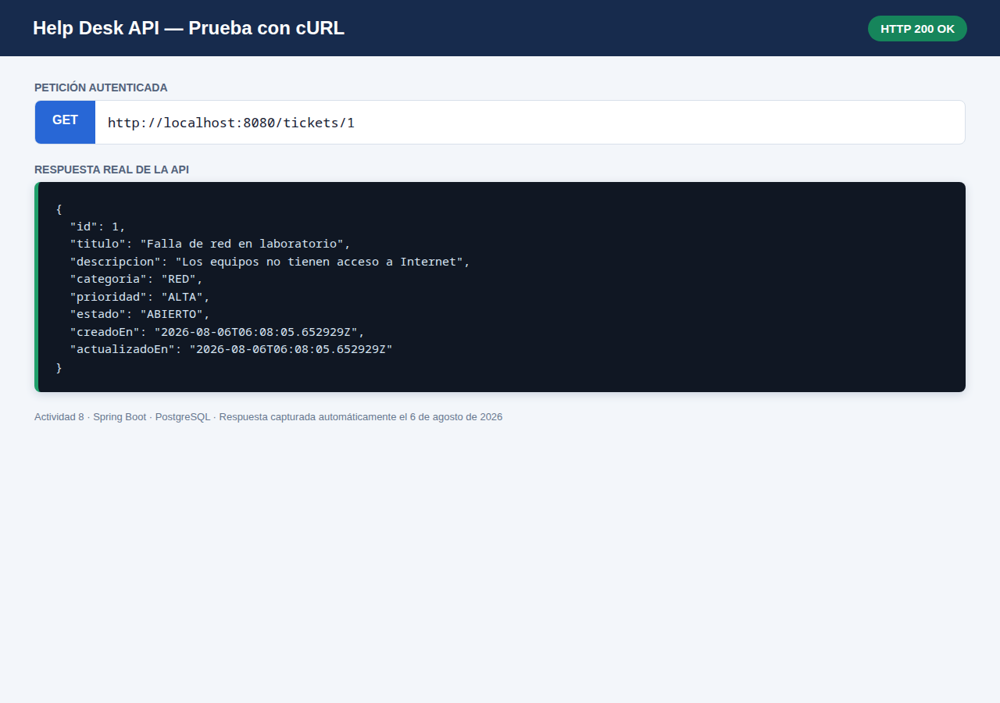 Help Desk API — Prueba con cURL
HTTP 200 OK
PETICIÓN AUTENTICADA
GET
http://localhost:8080/tickets/1
RESPUESTA REAL DE LA API
{
  "id": 1,
  "titulo": "Falla de red en laboratorio",
  "descripcion": "Los equipos no tienen acceso a Internet",
  "categoria": "RED",
  "prioridad": "ALTA",
  "estado": "ABIERTO",
  "creadoEn": "2026-08-06T06:08:05.652929Z",
  "actualizadoEn": "2026-08-06T06:08:05.652929Z"
}
Actividad 8 · Spring Boot · PostgreSQL · Respuesta capturada automáticamente el 6 de agosto de 2026